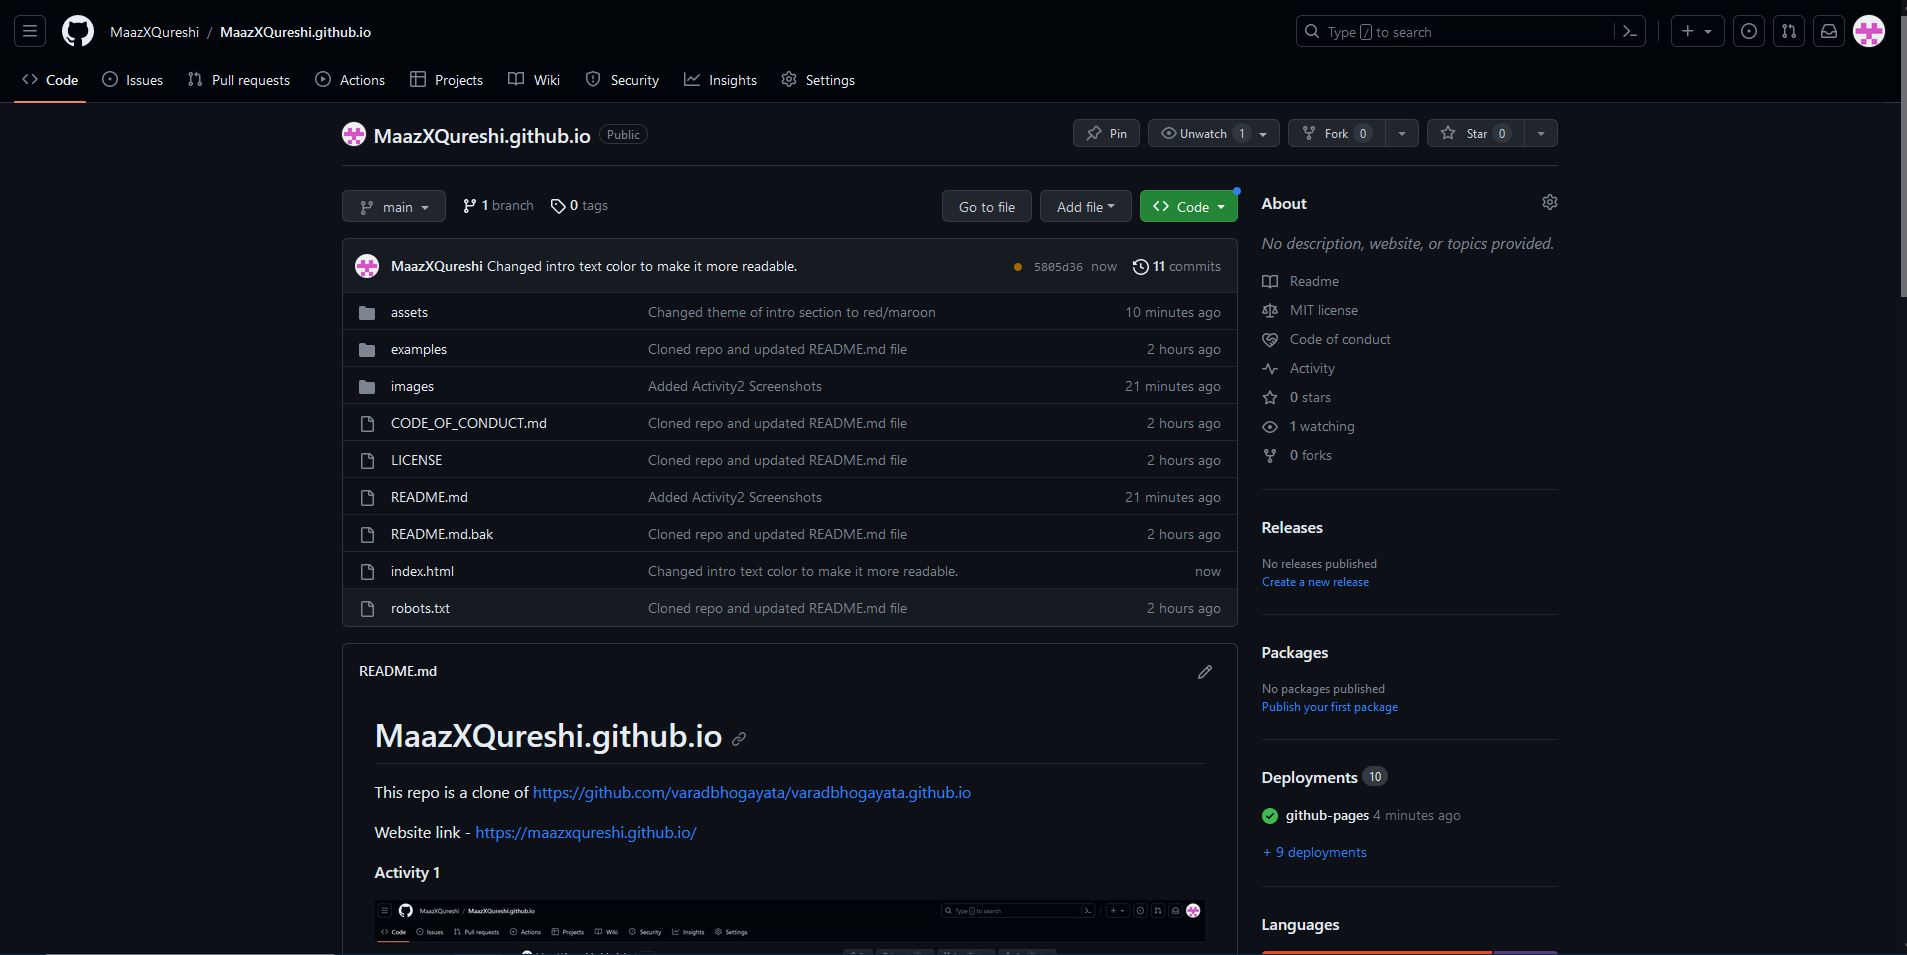 MaazXQureshi / MaazXQureshi.github.io
Type / to search
Code Issues Pull requests Actions Projects Wiki Security Insights Settings
MaazXQureshi.github.io Public
Pin Unwatch 1 Fork 0 Star 0
main 1 branch 0 tags Go to file Add file Code
MaazXQureshi Changed intro text color to make it more readable. 5805d36 now 11 commits
assets Changed theme of intro section to red/maroon 10 minutes ago
examples Cloned repo and updated README.md file 2 hours ago
images Added Activity2 Screenshots 21 minutes ago
CODE_OF_CONDUCT.md Cloned repo and updated README.md file 2 hours ago
LICENSE Cloned repo and updated README.md file 2 hours ago
README.md Added Activity2 Screenshots 21 minutes ago
README.md.bak Cloned repo and updated README.md file 2 hours ago
index.html Changed intro text color to make it more readable. now
robots.txt Cloned repo and updated README.md file 2 hours ago
README.md
MaazXQureshi.github.io
This repo is a clone of https://github.com/varadbhogayata/varadbhogayata.github.io
Website link - https://maazxqureshi.github.io/
Activity 1
MaazXQureshi / MaazXQureshi.github.io Type / to search
Code Issues Pull requests Actions Projects Wiki Security Insights Settings
About
No description, website, or topics provided.
Readme
MIT license
Code of conduct
Activity
0 stars
1 watching
0 forks
Releases
No releases published
Create a new release
Packages
No packages published
Publish your first package
Deployments 10
github-pages 4 minutes ago
+ 9 deployments
Languages